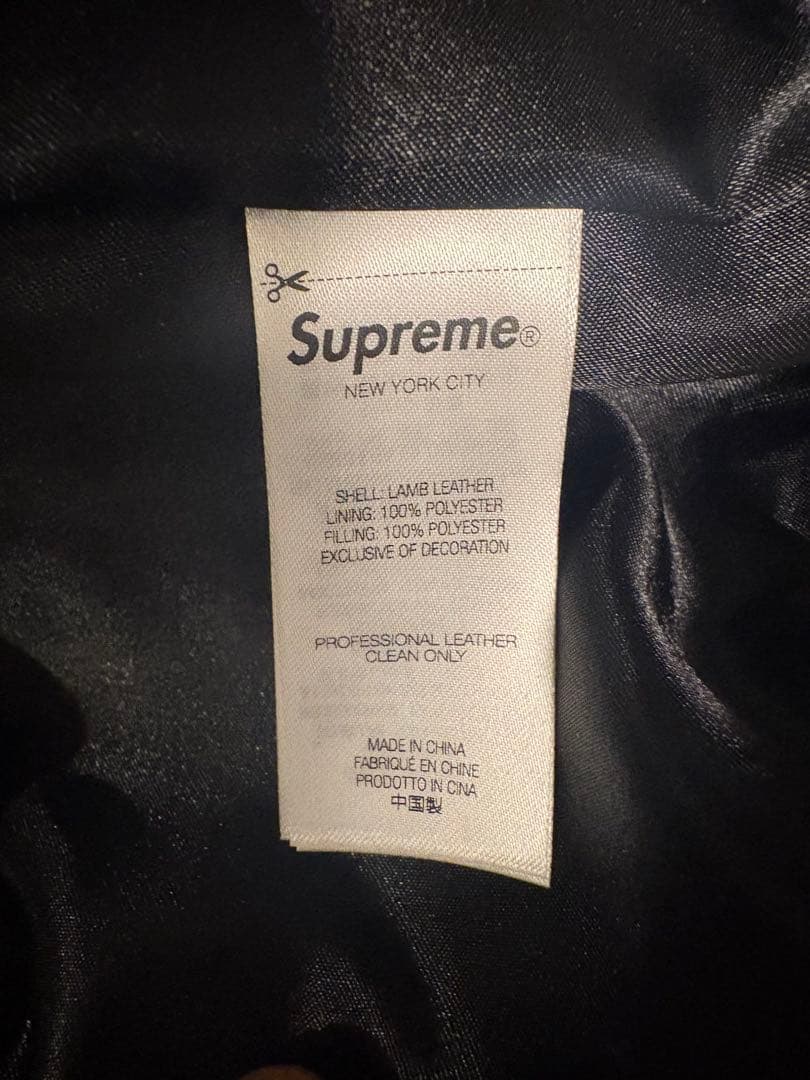 Supreme®
NEW YORK CITY
SHELL: LAMB LEATHER
LINING: 100% POLYESTER
FILLING: 100% POLYESTER
EXCLUSIVE OF DECORATION
PROFESSIONAL LEATHER
CLEAN ONLY
MADE IN CHINA
FABRIQUÉ EN CHINE
PRODOTTO IN CINA
中国製